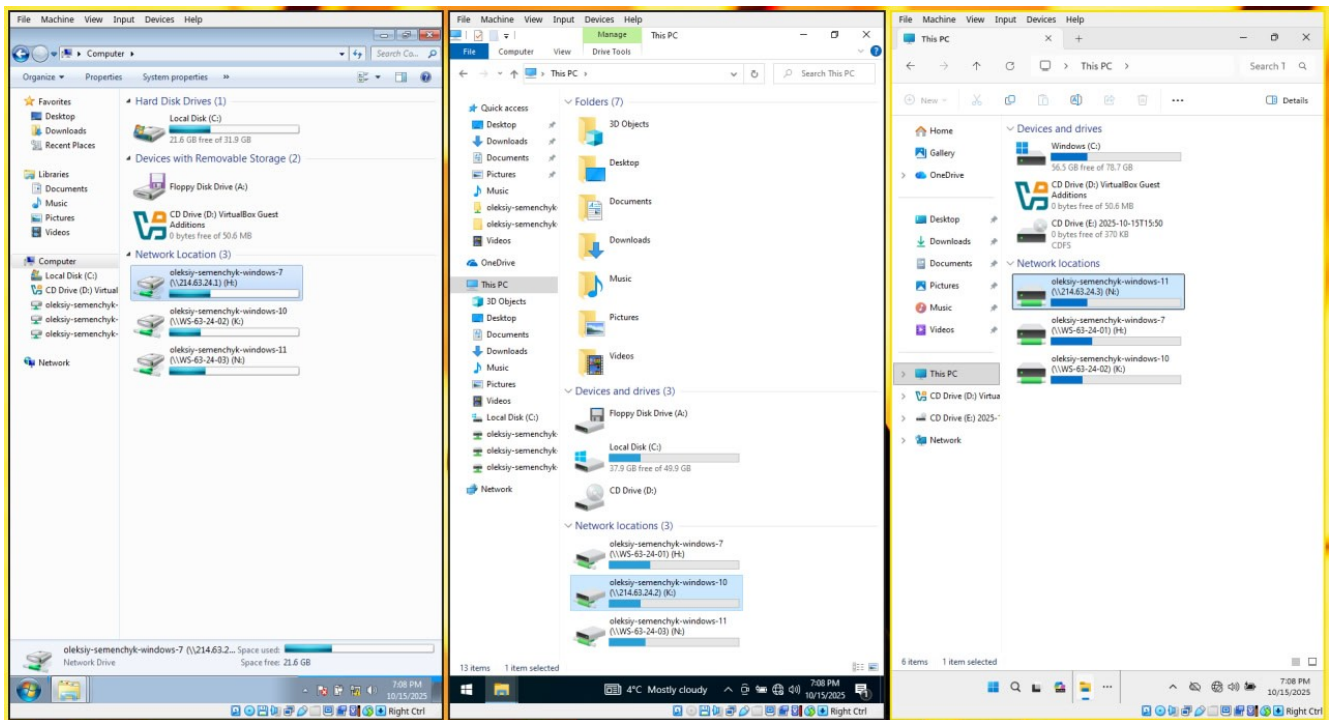 File Machine View Input Devices Help
Computer
Search Co...
Organize Properties System properties »
Favorites
Desktop
Downloads
Recent Places
Libraries
Documents
Music
Pictures
Videos
Computer
Local Disk (C:)
CD Drive (D:) Virtual
oleksiy-semenchyk-
oleksiy-semenchyk-
oleksiy-semenchyk-
Network
Hard Disk Drives (1)
Local Disk (C:)
21.6 GB free of 31.9 GB
Devices with Removable Storage (2)
Floppy Disk Drive (A:)
CD Drive (D:) VirtualBox Guest
Additions
0 bytes free of 50.6 MB
Network Location (3)
oleksiy-semenchyk-windows-7
(\\214.63.24.1) (H:)
oleksiy-semenchyk-windows-10
(\\WS-63-24-02) (K:)
oleksiy-semenchyk-windows-11
(\\WS-63-24-03) (N:)
oleksiy-semenchyk-windows-7 (\\214.63.2... Space used:
Network Drive Space free: 21.6 GB
7:08 PM
10/15/2025
Right Ctrl
File Machine View Input Devices Help
Manage This PC
File Computer View Drive Tools
This PC
Search This PC
Quick access
Desktop
Downloads
Documents
Pictures
Music
oleksiy-semenchyk-
oleksiy-semenchyk-
Videos
OneDrive
This PC
3D Objects
Desktop
Documents
Downloads
Music
Pictures
Videos
Local Disk (C:)
oleksiy-semenchyk-
oleksiy-semenchyk-
oleksiy-semenchyk-
Network
Folders (7)
3D Objects
Desktop
Documents
Downloads
Music
Pictures
Videos
Devices and drives (3)
Floppy Disk Drive (A:)
Local Disk (C:)
37.9 GB free of 49.9 GB
CD Drive (D:)
Network locations (3)
oleksiy-semenchyk-windows-7
(\\WS-63-24-01) (H:)
oleksiy-semenchyk-windows-10
(\\214.63.24.2) (K:)
oleksiy-semenchyk-windows-11
(\\WS-63-24-03) (N:)
13 items 1 item selected
4°C Mostly cloudy
7:08 PM
10/15/2025
Right Ctrl
File Machine View Input Devices Help
This PC
This PC
Search T
New
Details
Home
Gallery
OneDrive
Desktop
Downloads
Documents
Pictures
Music
Videos
This PC
CD Drive (D:) Virtua
CD Drive (E:) 2025-1
Network
Devices and drives
Windows (C:)
56.5 GB free of 78.7 GB
CD Drive (D:) VirtualBox Guest
Additions
0 bytes free of 50.6 MB
CD Drive (E:) 2025-10-15T15:50
0 bytes free of 370 KB
CDFS
Network locations
oleksiy-semenchyk-windows-11
(\\214.63.24.3) (N:)
oleksiy-semenchyk-windows-7
(\\WS-63-24-01) (H:)
oleksiy-semenchyk-windows-10
(\\WS-63-24-02) (K:)
6 items 1 item selected
7:08 PM
10/15/2025
Right Ctrl